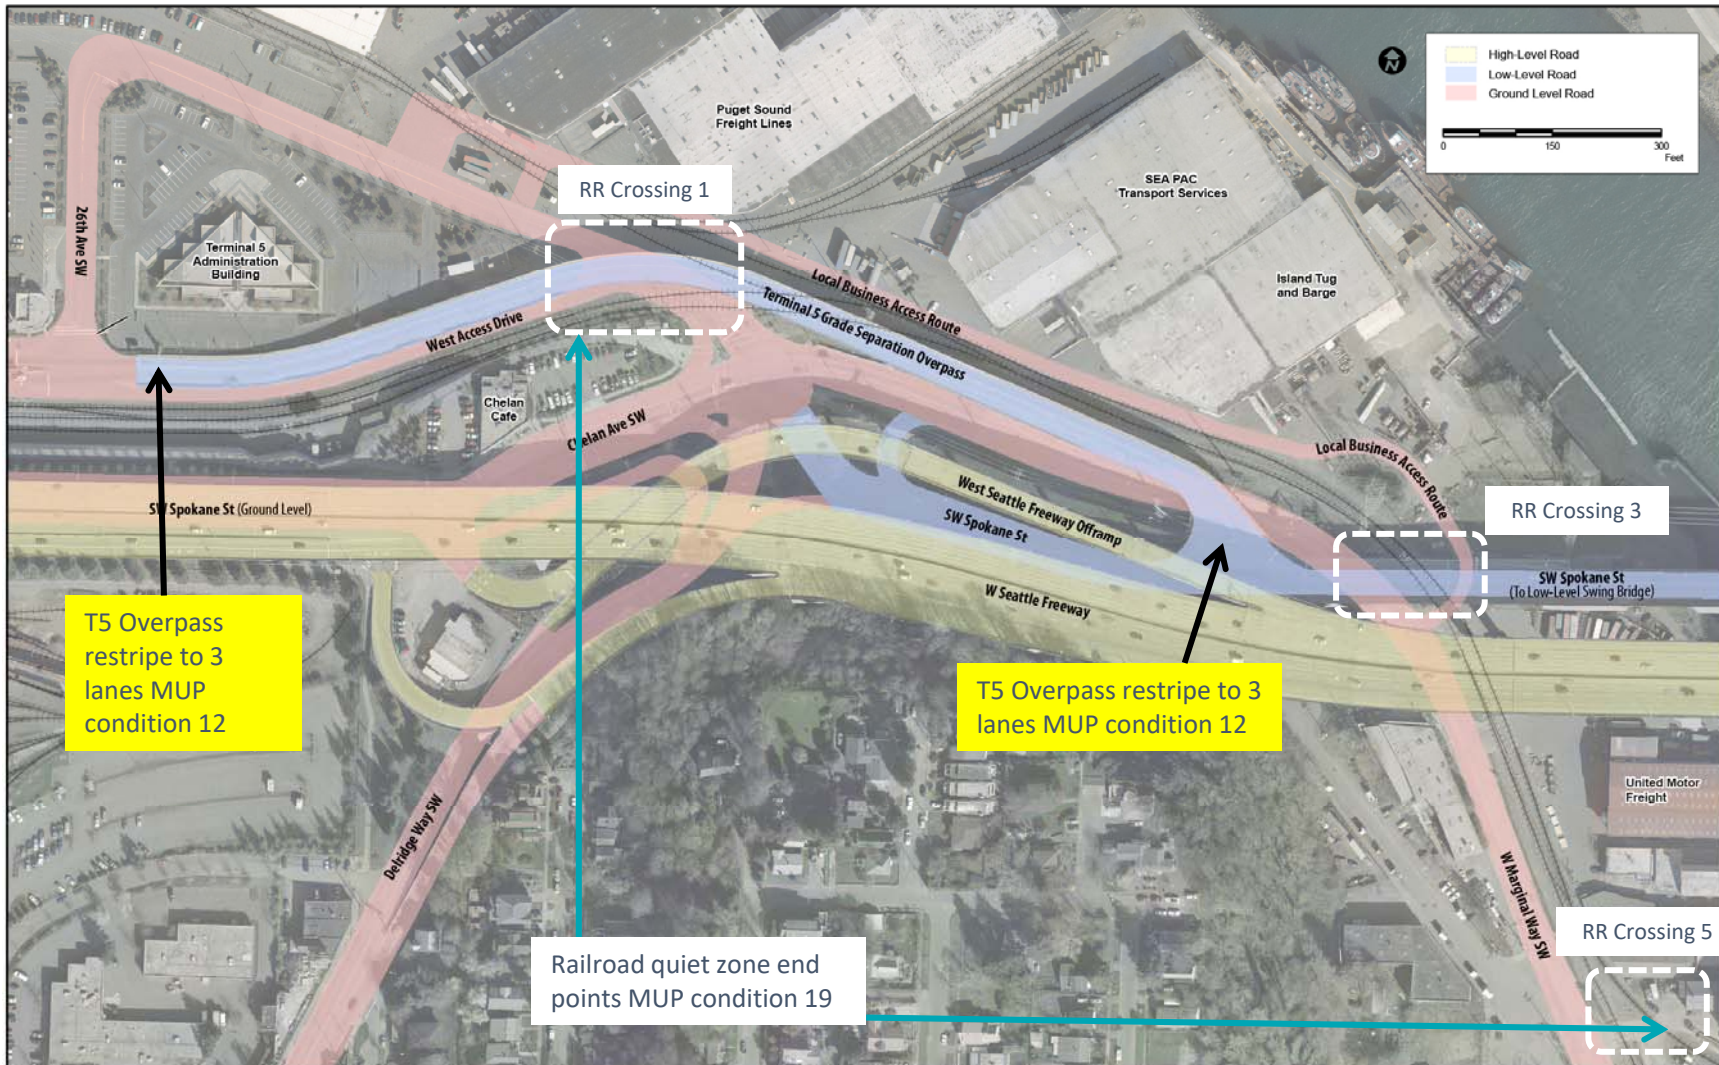 N
High-Level Road
Low-Level Road
Ground Level Road
0
150
300
Feet
Puget Sound
Freight Lines
SEA PAC
Transport Services
RR Crossing 1
26th Ave SW
Terminal 5
Administration
Building
Island Tug
and Barge
Local Business Access Route
West Access Drive
Terminal 5 Grade Separation Overpass
Chelan
Cafe
Chelan Ave SW
Local Business Access Route
West Seattle Freeway Offramp
SW Spokane St (Ground Level)
SW Spokane St
RR Crossing 3
SW Spokane St
(To Low-Level Swing Bridge)
W Seattle Freeway
T5 Overpass
restripe to 3
lanes MUP
condition 12
T5 Overpass restripe to 3
lanes MUP condition 12
United Motor
Freight
Delridge Way SW
W Marginal Way SW
RR Crossing 5
Railroad quiet zone end
points MUP condition 19